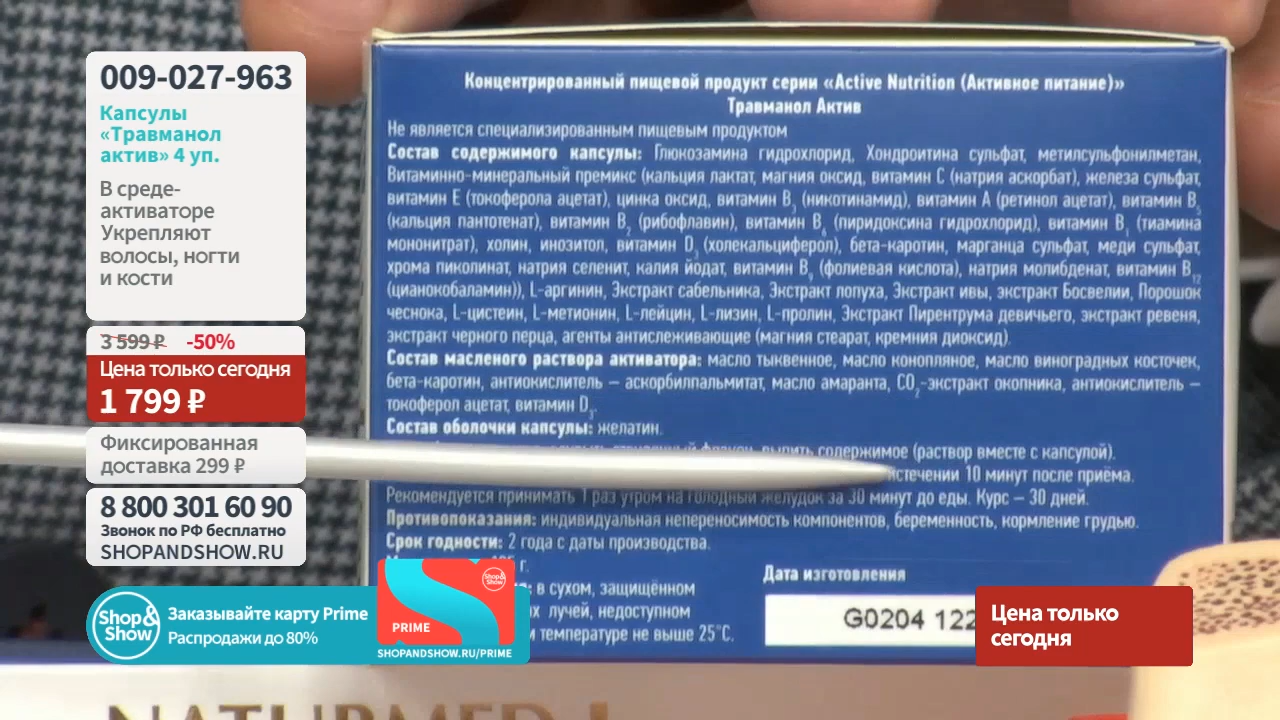 009-027-963
Капсулы
«Травманол
актив» 4 уп.
В среде-
активаторе
Укрепляют
волосы, ногти
и кости
3 599 ₽ -50%
Цена только сегодня
1 799 ₽
Фиксированная
доставка 299 ₽
8 800 301 60 90
Звонок по РФ бесплатно
SHOPANDSHOW.RU
Shop&
Show
Заказывайте карту Prime
Распродажи до 80%
Shop&
Show
PRIME
SHOPANDSHOW.RU/PRIME
Концентрированный пищевой продукт серии «Active Nutrition (Активное питание)»
Травманол Актив
Не является специализированным пищевым продуктом
Состав содержимого капсулы: Глюкозамина гидрохлорид, Хондроитина сульфат, метилсульфонилметан,
Витаминно-минеральный премикс (кальция лактат, магния оксид, витамин С (натрия аскорбат), железа сульфат,
витамин Е (токоферола ацетат), цинка оксид, витамин B3 (никотинамид), витамин А (ретинол ацетат), витамин B5
(кальция пантотенат), витамин B2 (рибофлавин), витамин B6 (пиридоксина гидрохлорид), витамин B1 (тиамина
мононитрат), холин, инозитол, витамин D3 (холекальциферол), бета-каротин, марганца сульфат, меди сульфат,
хрома пиколинат, натрия селенит, калия йодат, витамин B9 (фолиевая кислота), натрия молибденат, витамин B12
(цианокобаламин)), L-аргинин, Экстракт сабельника, Экстракт лопуха, Экстракт ивы, экстракт Босвелии, Порошок
чеснока, L-цистеин, L-метионин, L-лейцин, L-лизин, L-пролин, Экстракт Пирентрума девичьего, экстракт ревеня,
экстракт черного перца, агенты антислеживающие (магния стеарат, кремния диоксид).
Состав масленого раствора активатора: масло тыквенное, масло конопляное, масло виноградных косточек,
бета-каротин, антиокислитель – аскорбилпальмитат, масло амаранта, CO2-экстракт окопника, антиокислитель –
токоферол ацетат, витамин D3.
Состав оболочки капсулы: желатин.
выпить содержимое (раствор вместе с капсулой).
истечении 10 минут после приёма.
Рекомендуется принимать 1 раз утром на голодный желудок за 30 минут до еды. Курс – 30 дней.
Противопоказания: индивидуальная непереносимость компонентов, беременность, кормление грудью.
Срок годности: 2 года с даты производства.
г.
в сухом, защищённом
лучей, недоступном
и температуре не выше 25°С.
Дата изготовления
G0204 122
Цена только
сегодня